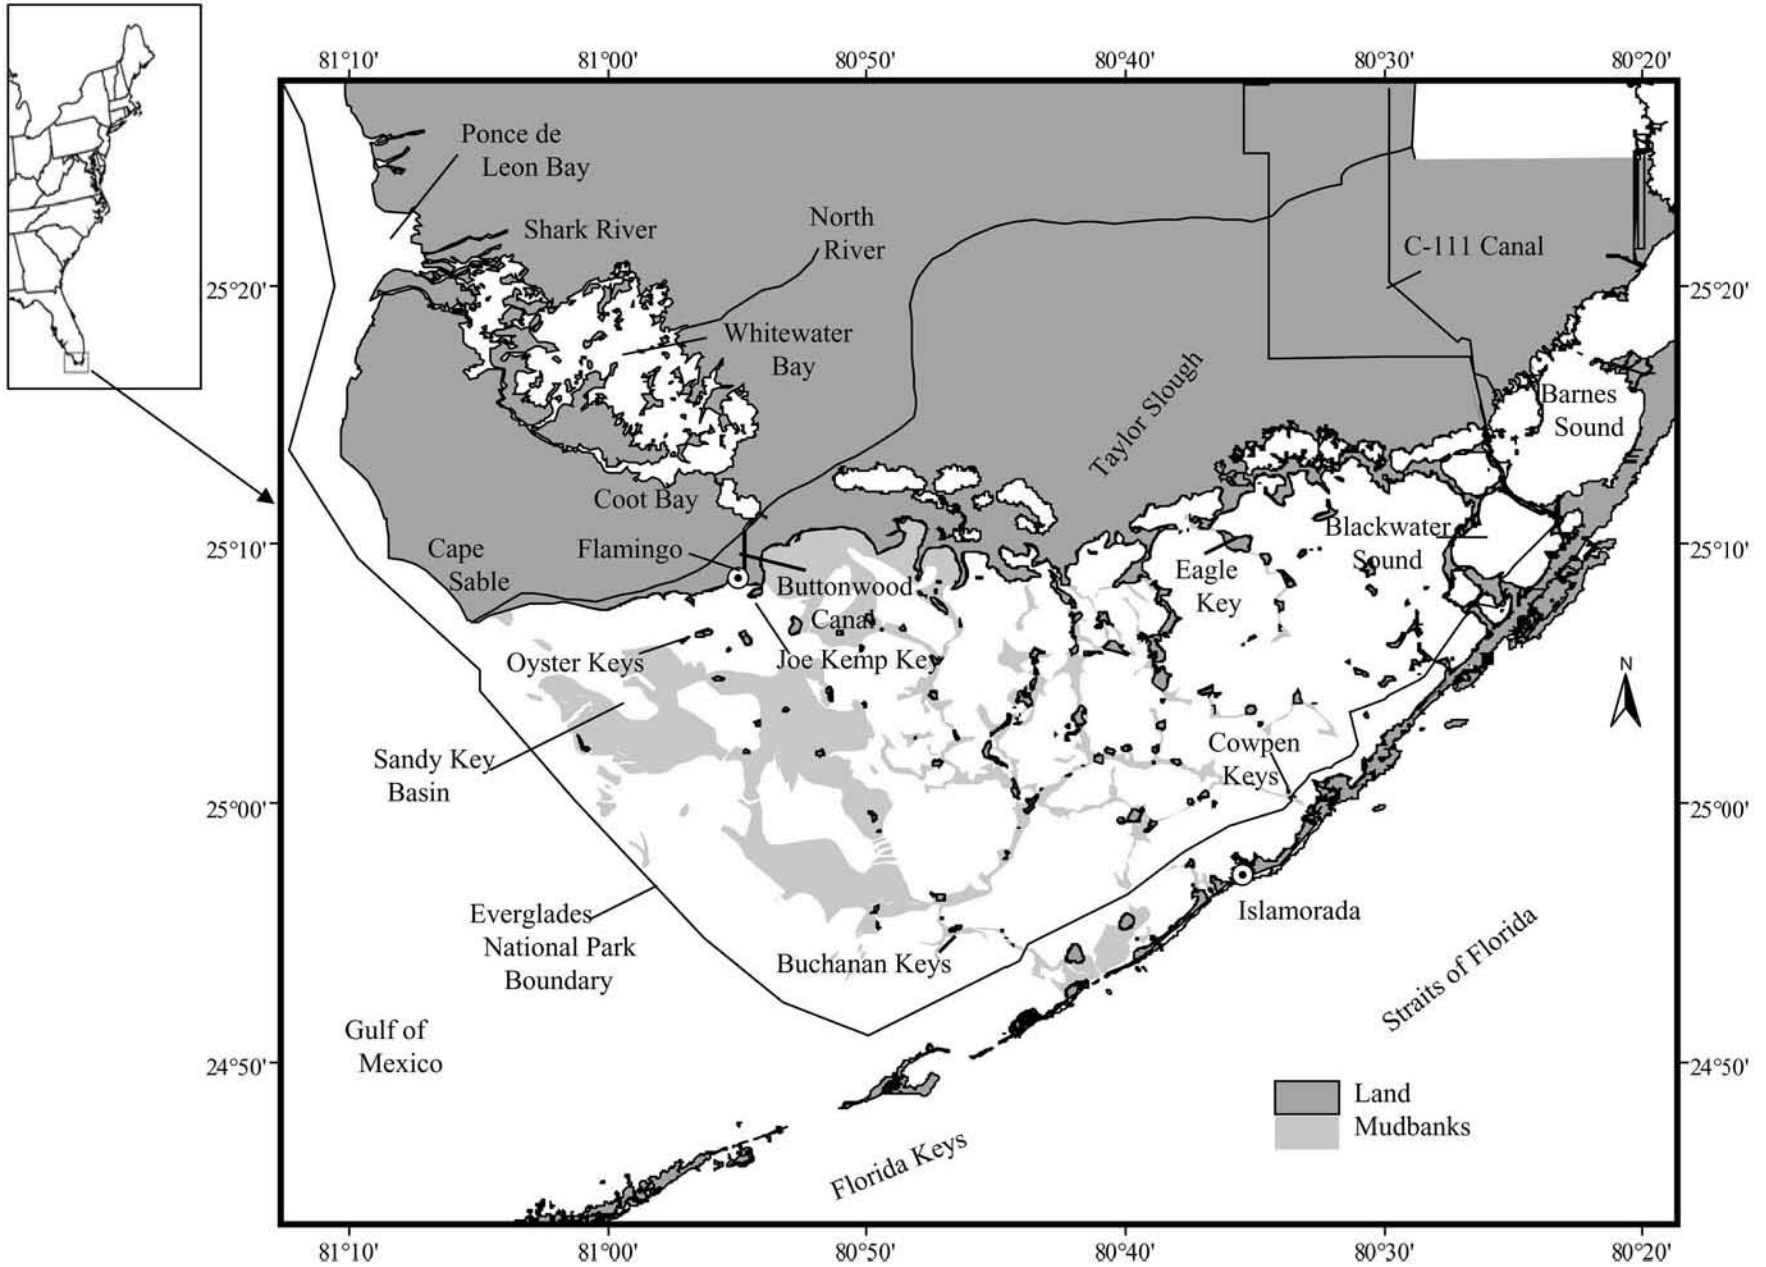 81°10'
81°00'
80°50'
80°40'
80°30'
80°20'
Ponce de
Leon Bay
Shark River
North
River
C-111 Canal
25°20'
25°20'
Whitewater
Bay
Taylor Slough
Barnes
Sound
Coot Bay
Blackwater
Sound
25°10'
25°10'
Cape
Sable
Flamingo
Eagle
Key
Buttonwood
Canal
Oyster Keys
Joe Kemp Key
N
Sandy Key
Basin
Cowpen
Keys
25°00'
25°00'
Everglades
National Park
Boundary
Islamorada
Buchanan Keys
Straits of Florida
Gulf of
Mexico
24°50'
24°50'
Land
Mudbanks
Florida Keys
81°10'
81°00'
80°50'
80°40'
80°30'
80°20'